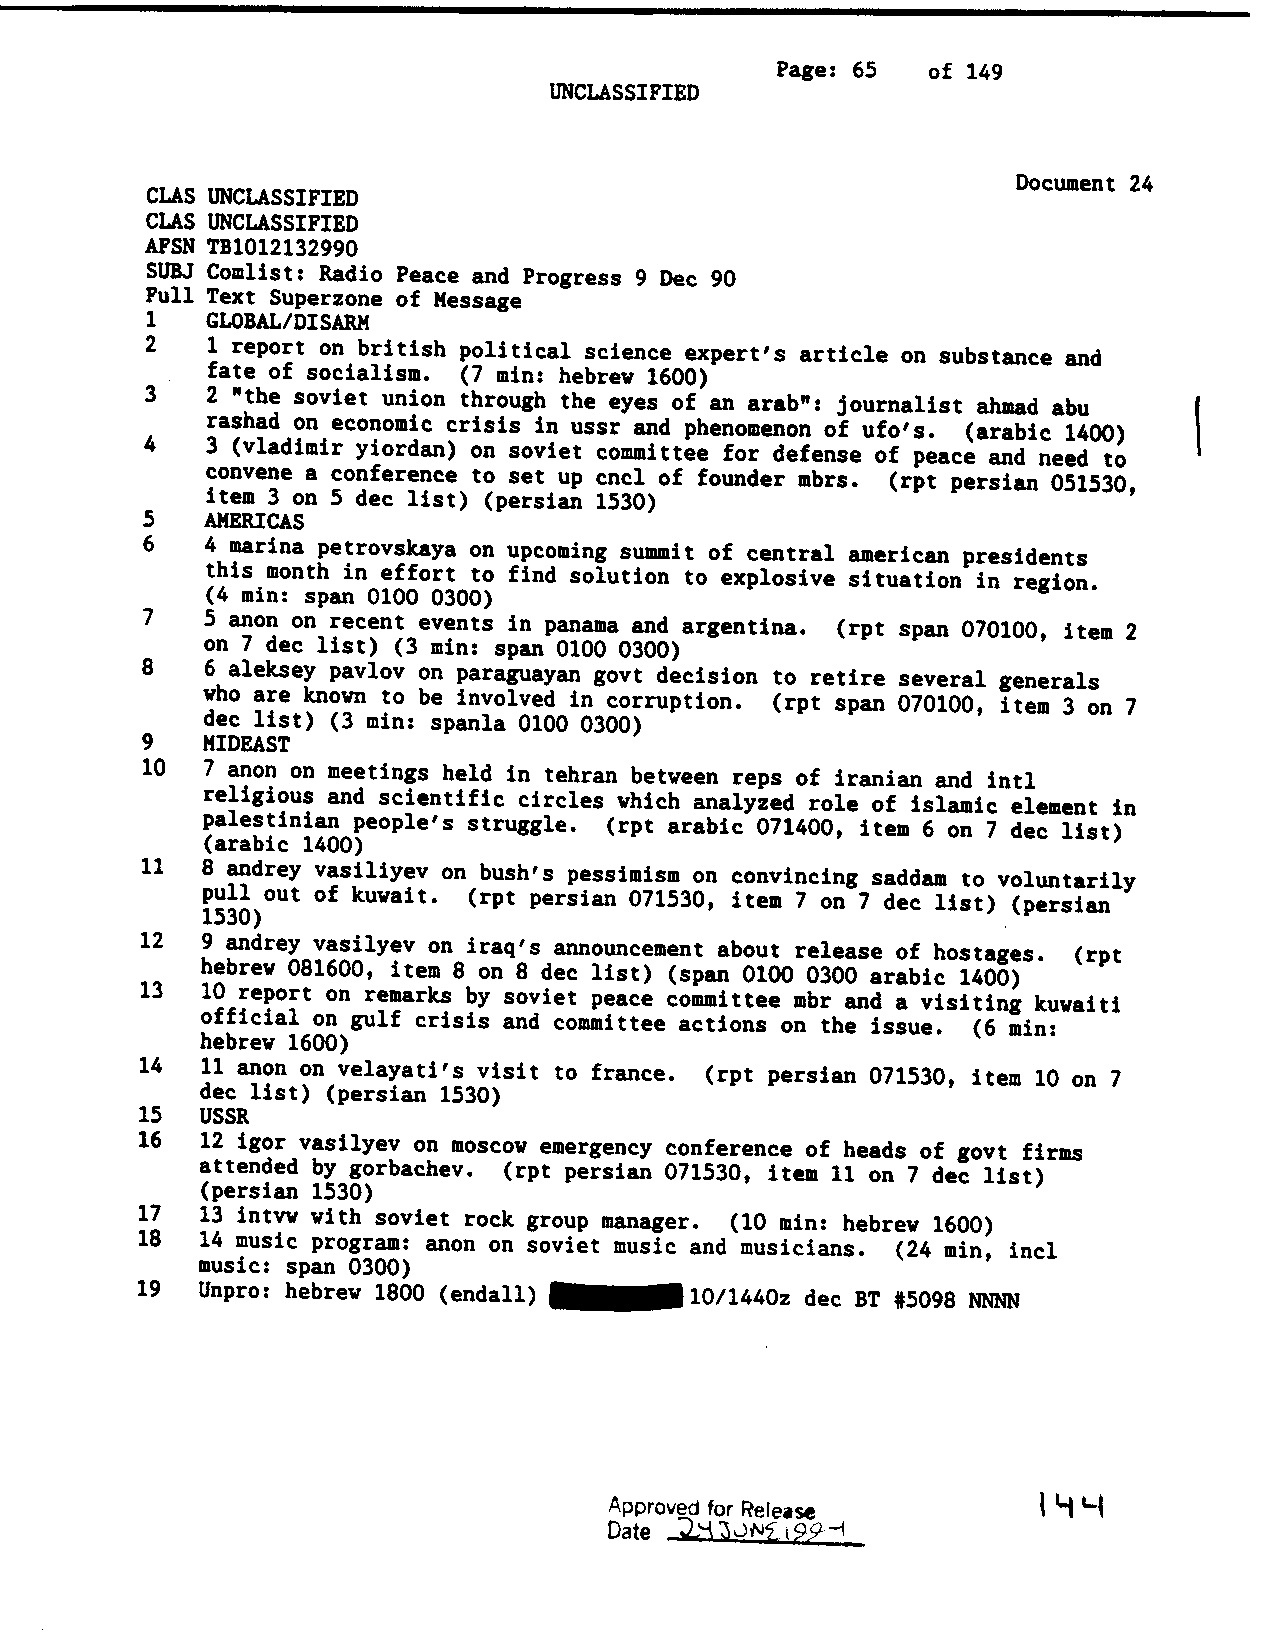 Page: 65 of 149
UNCLASSIFIED
Document 24
CLAS UNCLASSIFIED
CLAS UNCLASSIFIED
AFSN TB1012132990
SUBJ Comlist: Radio Peace and Progress 9 Dec 90
Full Text Superzone of Message
1 GLOBAL/DISARM
2 1 report on british political science expert's article on substance and
fate of socialism. (7 min: hebrew 1600)
3 2 "the soviet union through the eyes of an arab": journalist ahmad abu
rashad on economic crisis in ussr and phenomenon of ufo's. (arabic 1400)
4 3 (vladimir yiordan) on soviet committee for defense of peace and need to
convene a conference to set up cncl of founder mbrs. (rpt persian 051530,
item 3 on 5 dec list) (persian 1530)
5 AMERICAS
6 4 marina petrovskaya on upcoming summit of central american presidents
this month in effort to find solution to explosive situation in region.
(4 min: span 0100 0300)
7 5 anon on recent events in panama and argentina. (rpt span 070100, item 2
on 7 dec list) (3 min: span 0100 0300)
8 6 aleksey pavlov on paraguayan govt decision to retire several generals
who are known to be involved in corruption. (rpt span 070100, item 3 on 7
dec list) (3 min: spanla 0100 0300)
9 MIDEAST
10 7 anon on meetings held in tehran between reps of iranian and intl
religious and scientific circles which analyzed role of islamic element in
palestinian people's struggle. (rpt arabic 071400, item 6 on 7 dec list)
(arabic 1400)
11 8 andrey vasiliyev on bush's pessimism on convincing saddam to voluntarily
pull out of kuwait. (rpt persian 071530, item 7 on 7 dec list) (persian
1530)
12 9 andrey vasilyev on iraq's announcement about release of hostages. (rpt
hebrew 081600, item 8 on 8 dec list) (span 0100 0300 arabic 1400)
13 10 report on remarks by soviet peace committee mbr and a visiting kuwaiti
official on gulf crisis and committee actions on the issue. (6 min:
hebrew 1600)
14 11 anon on velayati's visit to france. (rpt persian 071530, item 10 on 7
dec list) (persian 1530)
15 USSR
16 12 igor vasilyev on moscow emergency conference of heads of govt firms
attended by gorbachev. (rpt persian 071530, item 11 on 7 dec list)
(persian 1530)
17 13 intvw with soviet rock group manager. (10 min: hebrew 1600)
18 14 music program: anon on soviet music and musicians. (24 min, incl
music: span 0300)
19 Unpro: hebrew 1800 (endall) 10/1440z dec BT #5098 NNNN
Approved for Release
Date 24 JUNE 1991
144